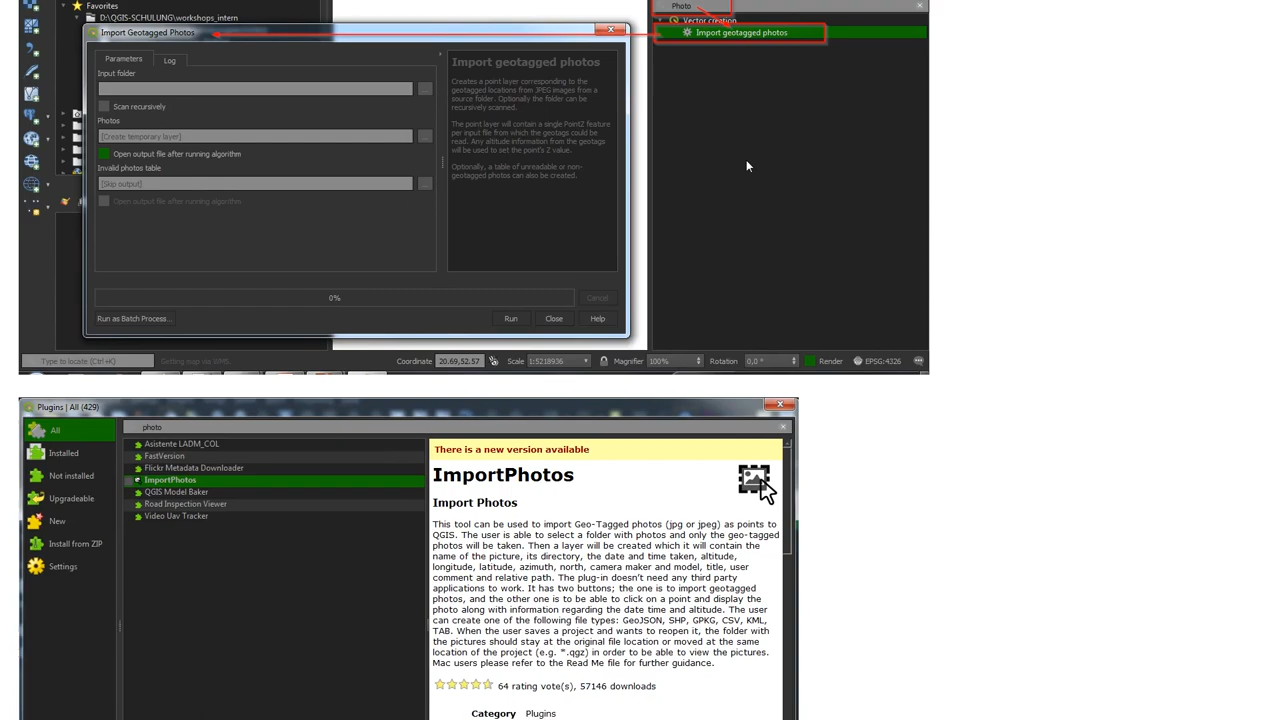 Favorites
D:\QGIS-SCHULUNG\workshops_intern
Photo
Vector creation
Import geotagged photos
Import Geotagged Photos
Parameters
Log
Input folder
...
Scan recursively
Photos
[Create temporary layer]
...
Open output file after running algorithm
Invalid photos table
[Skip output]
...
Open output file after running algorithm
Import geotagged photos
Creates a point layer corresponding to the
geotagged locations from JPEG images from a
source folder. Optionally the folder can be
recursively scanned.
The point layer will contain a single PointZ feature
per input file from which the geotags could be
read. Any altitude information from the geotags
will be used to set the point's Z value.
Optionally, a table of unreadable or non-
geotagged photos can also be created.
0%
Cancel
Run as Batch Process...
Run
Close
Help
Type to locate (Ctrl+K)
Getting map via WMS.
Coordinate
20.69,52.57
Scale
1:5218936
Magnifier
100%
Rotation
0,0 °
Render
EPSG:4326
Plugins | All (429)
All
Installed
Not installed
Upgradeable
New
Install from ZIP
Settings
photo
Asistente LADM_COL
FastVersion
Flickr Metadata Downloader
ImportPhotos
QGIS Model Baker
Road Inspection Viewer
Video Uav Tracker
There is a new version available
ImportPhotos
Import Photos
This tool can be used to import Geo-Tagged photos (jpg or jpeg) as points to
QGIS. The user is able to select a folder with photos and only the geo-tagged
photos will be taken. Then a layer will be created which it will contain the
name of the picture, its directory, the date and time taken, altitude,
longitude, latitude, azimuth, north, camera maker and model, title, user
comment and relative path. The plug-in doesn't need any third party
applications to work. It has two buttons; the one is to import geotagged
photos, and the other one is to be able to click on a point and display the
photo along with information regarding the date time and altitude. The user
can create one of the following file types: GeoJSON, SHP, GPKG, CSV, KML,
TAB. When the user saves a project and wants to reopen it, the folder with
the pictures should stay at the original file location or moved at the same
location of the project (e.g. *.qgz) in order to be able to view the pictures.
Mac users please refer to the Read Me file for further guidance.
64 rating vote(s), 57146 downloads
Category Plugins